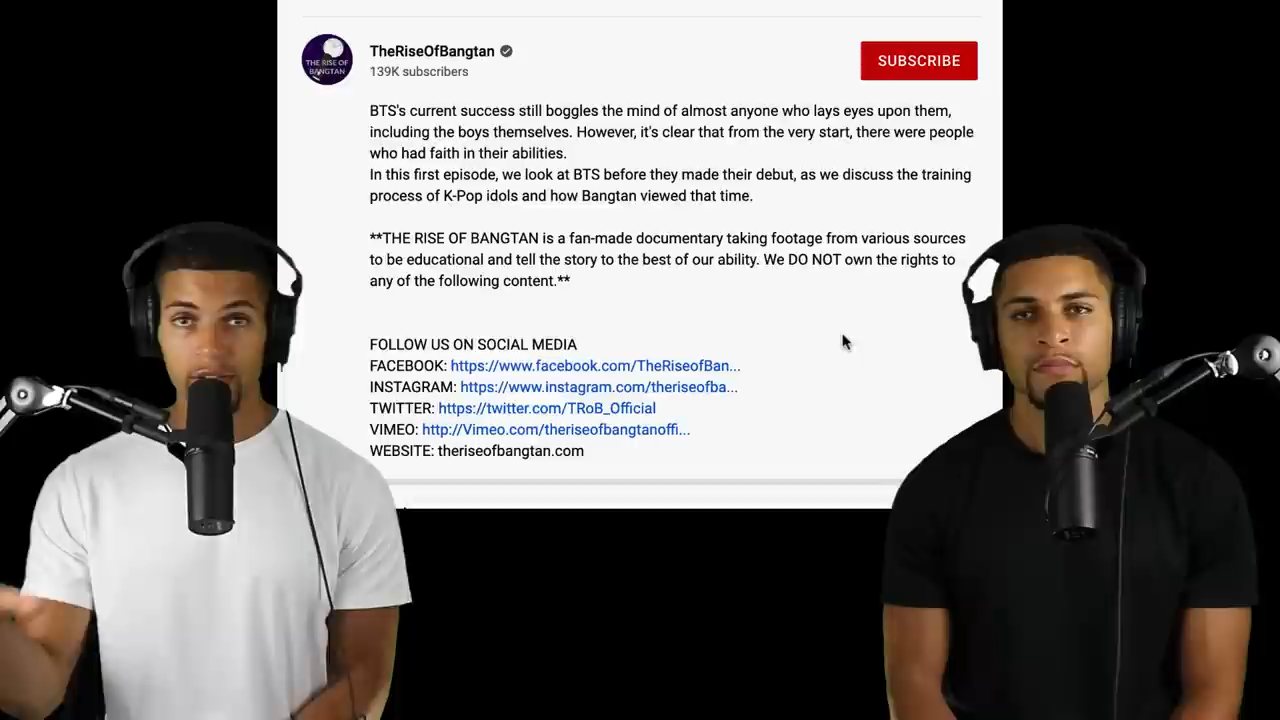 THE RISE OF
BANGTAN
TheRiseOfBangtan
139K subscribers
SUBSCRIBE
BTS's current success still boggles the mind of almost anyone who lays eyes upon them,
including the boys themselves. However, it's clear that from the very start, there were people
who had faith in their abilities.
In this first episode, we look at BTS before they made their debut, as we discuss the training
process of K-Pop idols and how Bangtan viewed that time.
**THE RISE OF BANGTAN is a fan-made documentary taking footage from various sources
to be educational and tell the story to the best of our ability. We DO NOT own the rights to
any of the following content.**
FOLLOW US ON SOCIAL MEDIA
FACEBOOK: https://www.facebook.com/TheRiseofBan...
INSTAGRAM: https://www.instagram.com/theriseofba...
TWITTER: https://twitter.com/TRoB_Official
VIMEO: http://Vimeo.com/theriseofbangtanoffi...
WEBSITE: theriseofbangtan.com